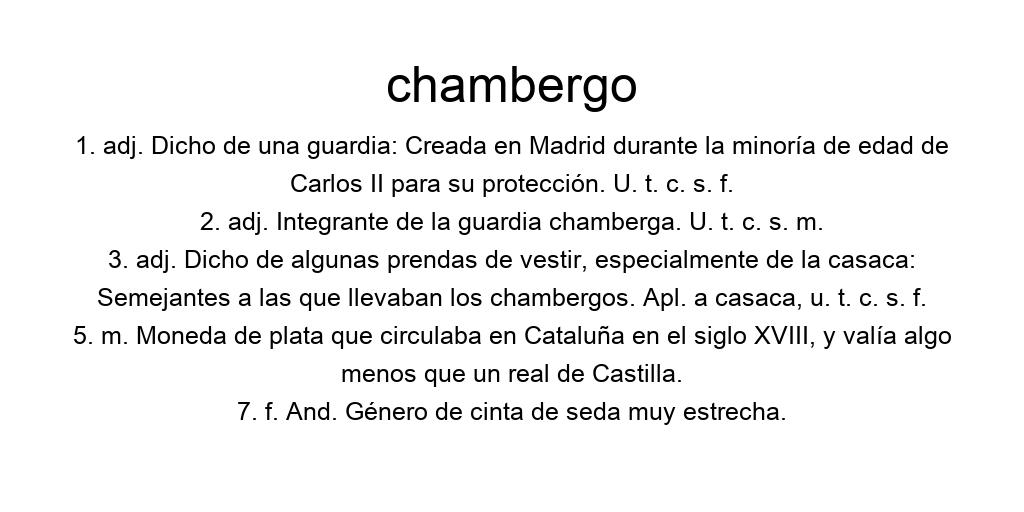 chambergo
1. adj. Dicho de una guardia: Creada en Madrid durante la minoría de edad de
Carlos II para su protección. U. t. c. s. f.
2. adj. Integrante de la guardia chamberga. U. t. c. s. m.
3. adj. Dicho de algunas prendas de vestir, especialmente de la casaca:
Semejantes a las que llevaban los chambergos. Apl. a casaca, u. t. c. s. f.
5. m. Moneda de plata que circulaba en Cataluña en el siglo XVIII, y valía algo
menos que un real de Castilla.
7. f. And. Género de cinta de seda muy estrecha.